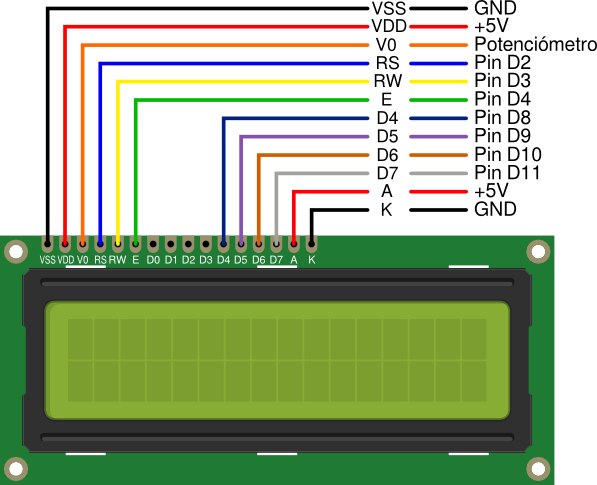 VSS GND
VDD +5V
V0 Potenciómetro
RS Pin D2
RW Pin D3
E Pin D4
D4 Pin D8
D5 Pin D9
D6 Pin D10
D7 Pin D11
A +5V
K GND
VSS VDD V0 RS RW E D0 D1 D2 D3 D4 D5 D6 D7 A K